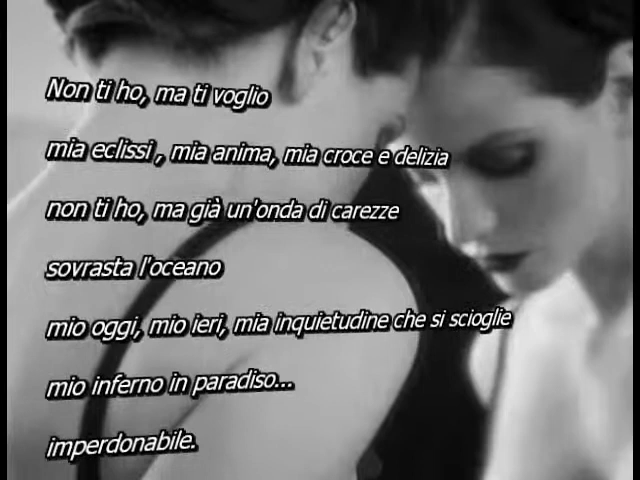 Non ti ho, ma ti voglio
mia eclissi , mia anima, mia croce e delizia
non ti ho, ma già un'onda di carezze
sovrasta l'oceano
mio oggi, mio ieri, mia inquietudine che si scioglie
mio inferno in paradiso...
imperdonabile.